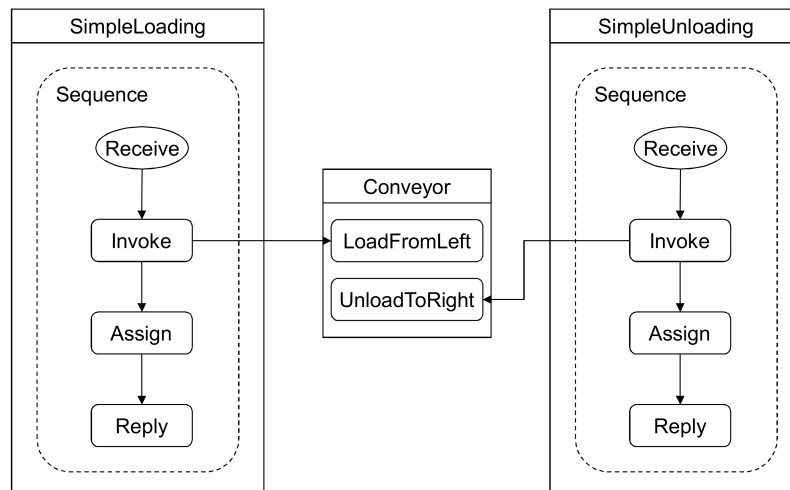 SimpleLoading
Sequence
Receive
Invoke
Assign
Reply
Conveyor
LoadFromLeft
UnloadToRight
SimpleUnloading
Sequence
Receive
Invoke
Assign
Reply